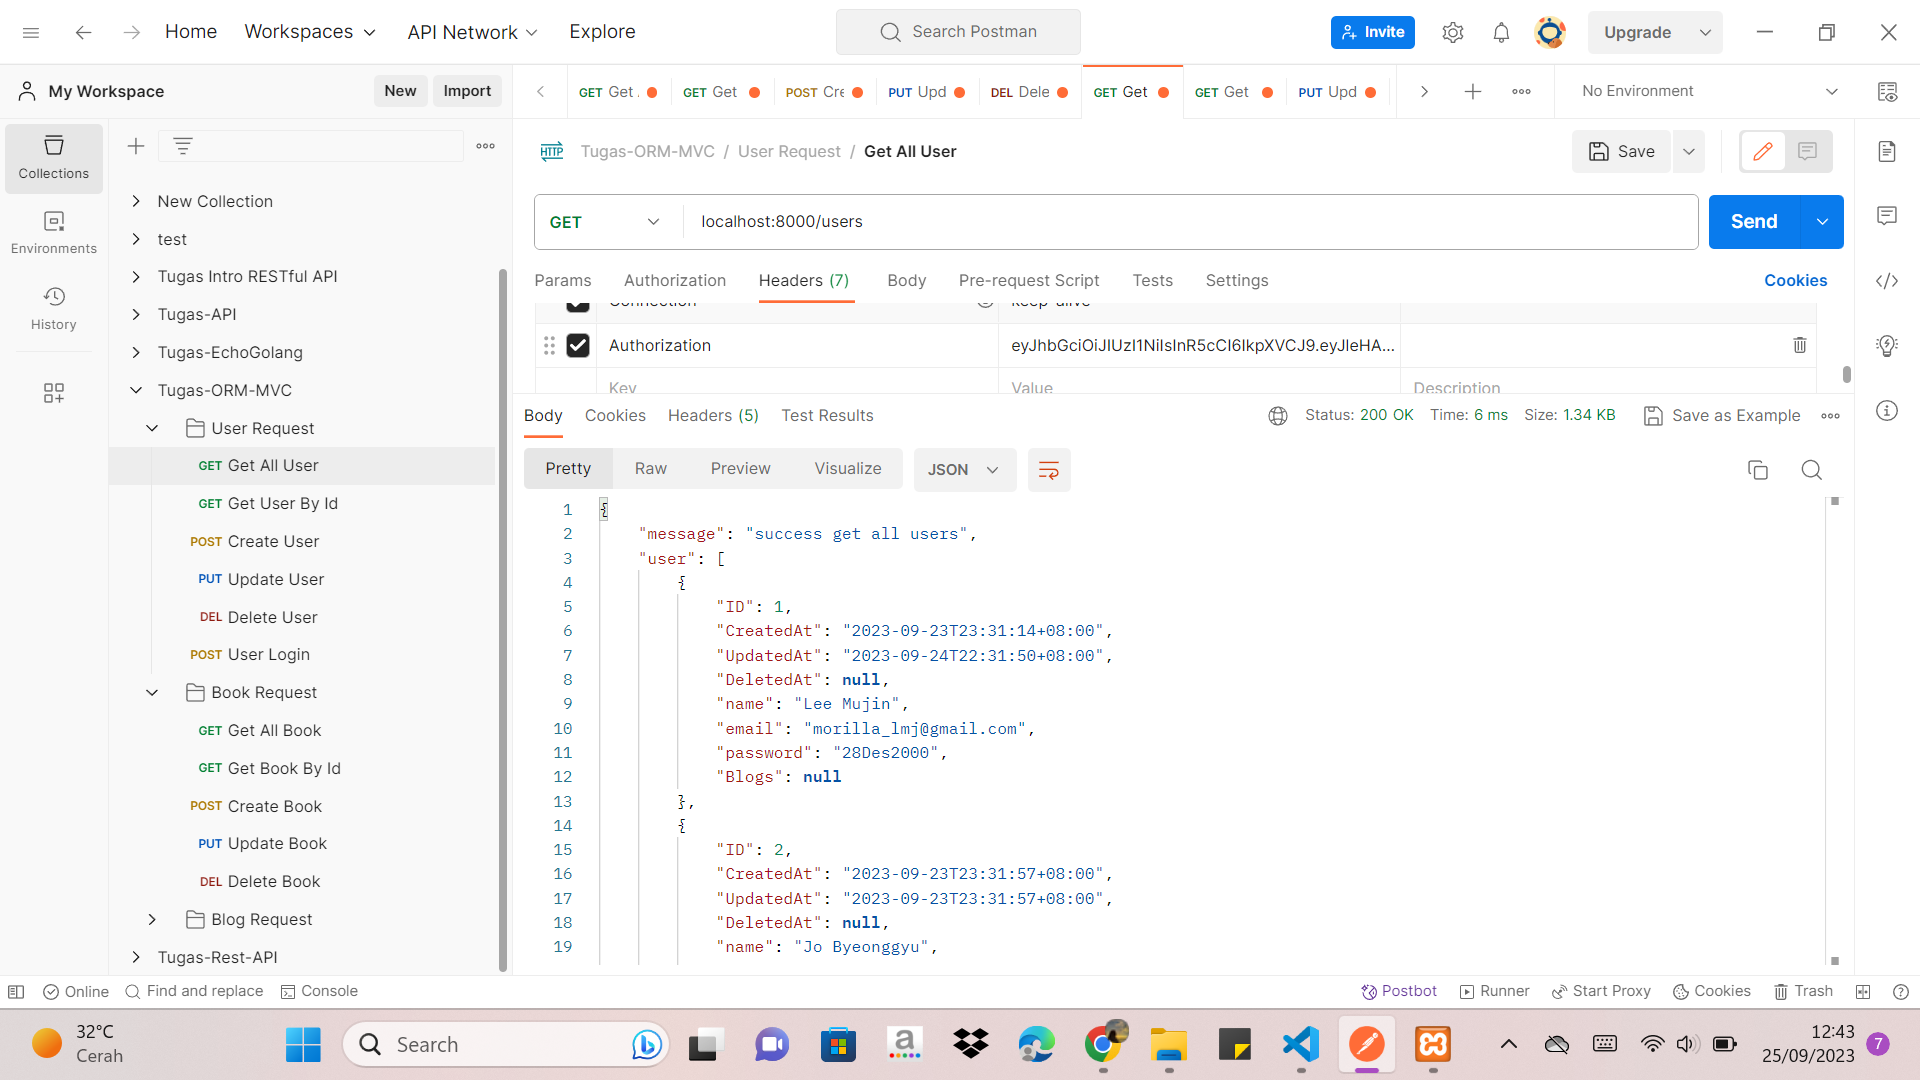 Home Workspaces API Network Explore Search Postman Invite Upgrade
My Workspace New Import
GET Get . GET Get POST Cre PUT Upd DEL Dele GET Get GET Get PUT Upd No Environment
Collections
Environments
History
New Collection
test
Tugas Intro RESTful API
Tugas-API
Tugas-EchoGolang
Tugas-ORM-MVC
User Request
GET Get All User
GET Get User By Id
POST Create User
PUT Update User
DEL Delete User
POST User Login
Book Request
GET Get All Book
GET Get Book By Id
POST Create Book
PUT Update Book
DEL Delete Book
Blog Request
Tugas-Rest-API
HTTP Tugas-ORM-MVC / User Request / Get All User Save
GET localhost:8000/users Send
Params Authorization Headers (7) Body Pre-request Script Tests Settings Cookies
Connection keep-alive
Authorization eyJhbGciOiJIUzI1NiIsInR5cCI6IkpXVCJ9.eyJleHA...
Key Value Description
Body Cookies Headers (5) Test Results Status: 200 OK Time: 6 ms Size: 1.34 KB Save as Example
Pretty Raw Preview Visualize JSON
1 {
2 "message": "success get all users",
3 "user": [
4 {
5 "ID": 1,
6 "CreatedAt": "2023-09-23T23:31:14+08:00",
7 "UpdatedAt": "2023-09-24T22:31:50+08:00",
8 "DeletedAt": null,
9 "name": "Lee Mujin",
10 "email": "morilla_lmj@gmail.com",
11 "password": "28Des2000",
12 "Blogs": null
13 },
14 {
15 "ID": 2,
16 "CreatedAt": "2023-09-23T23:31:57+08:00",
17 "UpdatedAt": "2023-09-23T23:31:57+08:00",
18 "DeletedAt": null,
19 "name": "Jo Byeonggyu",
Online Find and replace Console Postbot Runner Start Proxy Cookies Trash
32°C
Cerah
Search
a
12:43
25/09/2023
7